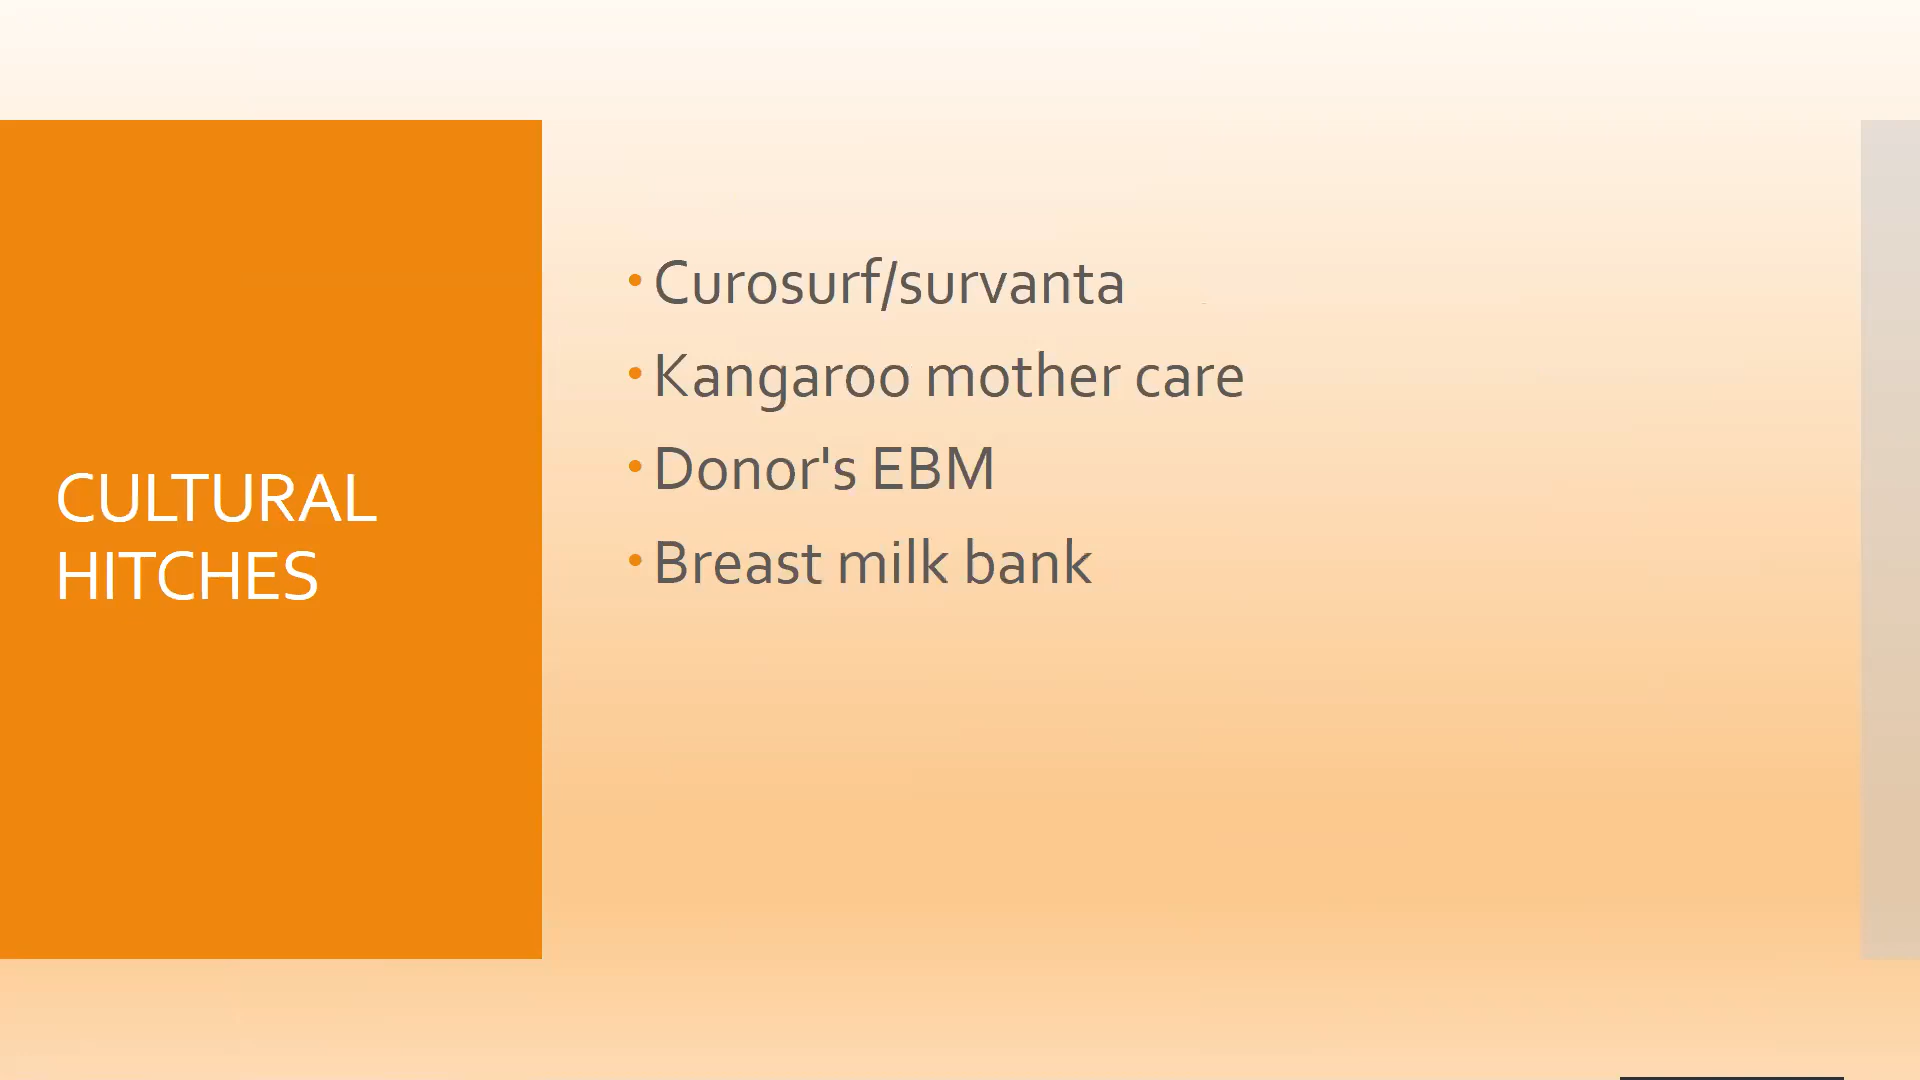 CULTURAL
HITCHES
• Curosurf/survanta
• Kangaroo mother care
• Donor's EBM
• Breast milk bank